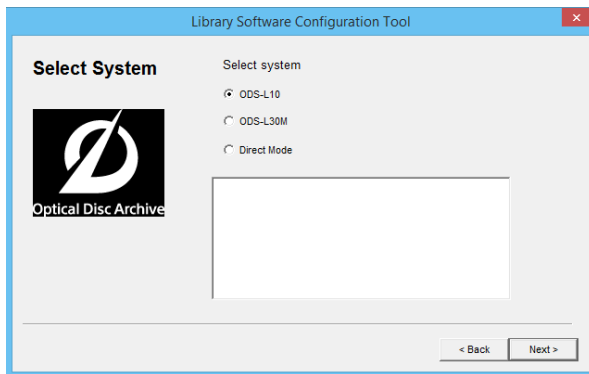 Library Software Configuration Tool
Select System
Select system
ODS-L10
ODS-L30M
Direct Mode
Optical Disc Archive
< Back
Next >